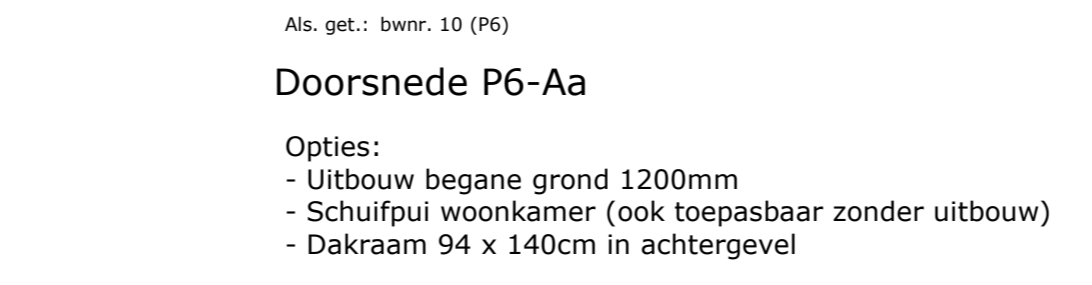 Als. get.: bwnr. 10 (P6)
Doorsnede P6-Aa
Opties:
- Uitbouw begane grond 1200mm
- Schuifpui woonkamer (ook toepasbaar zonder uitbouw)
- Dakraam 94 x 140cm in achtergevel